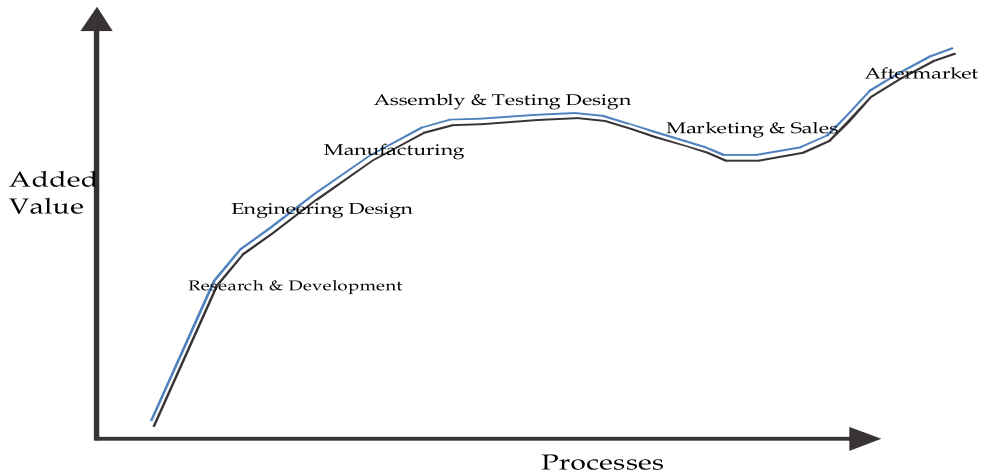 Aftermarket
Assembly & Testing Design
Marketing & Sales
Manufacturing
Added
Value
Engineering Design
Research & Development
Processes